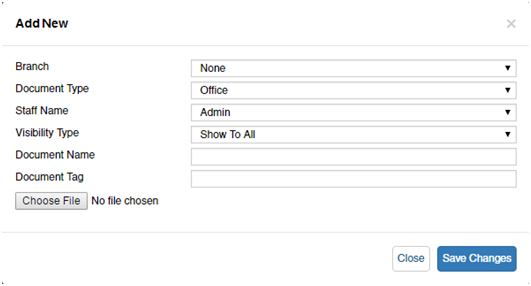 Add New ×
Branch None
Document Type Office
Staff Name Admin
Visibility Type Show To All
Document Name
Document Tag
Choose File No file chosen
Close Save Changes